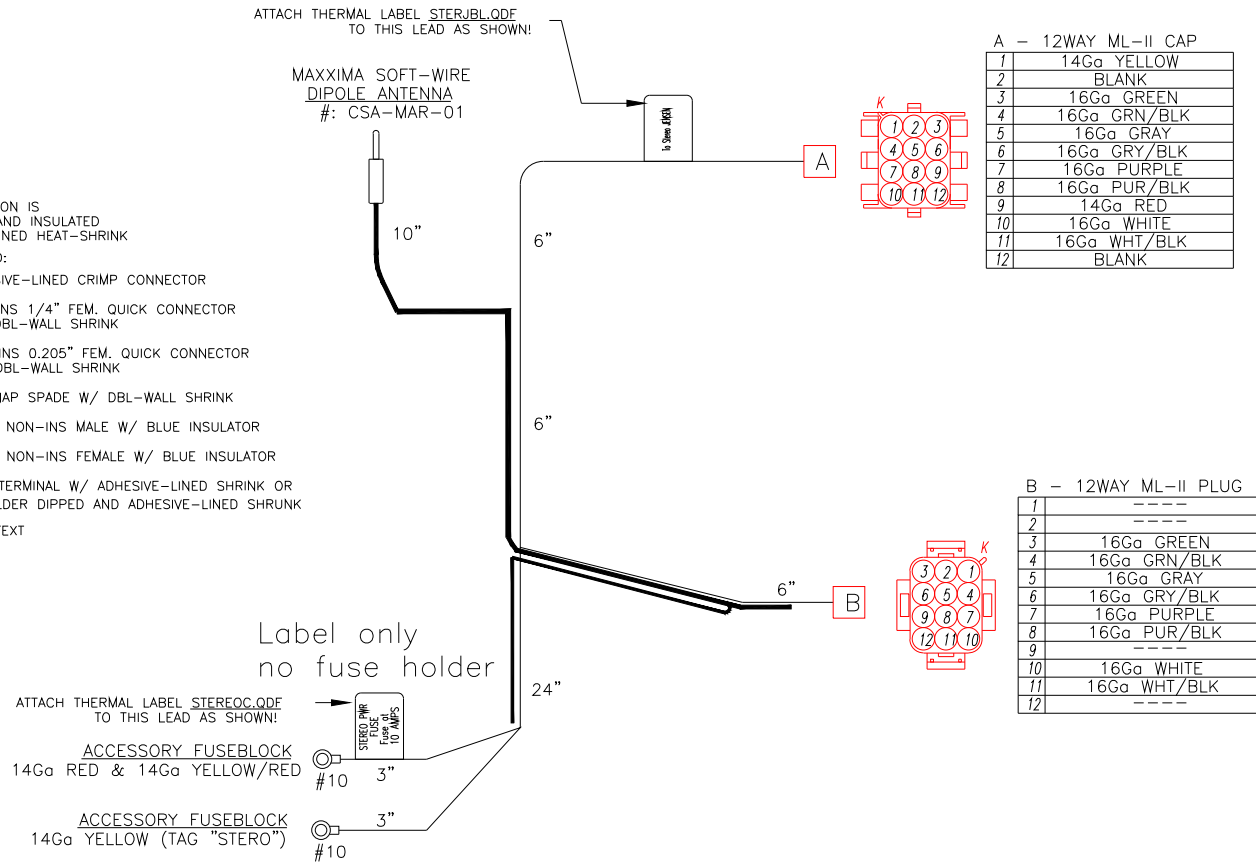 ATTACH THERMAL LABEL STERJBL.QDF
TO THIS LEAD AS SHOWN!
MAXXIMA SOFT-WIRE
DIPOLE ANTENNA
#: CSA-MAR-01
To Stereo JENSEN
A
K
1 2 3
4 5 6
7 8 9
10 11 12
A - 12WAY ML-II CAP
1 14Ga YELLOW
2 BLANK
3 16Ga GREEN
4 16Ga GRN/BLK
5 16Ga GRAY
6 16Ga GRY/BLK
7 16Ga PURPLE
8 16Ga PUR/BLK
9 14Ga RED
10 16Ga WHITE
11 16Ga WHT/BLK
12 BLANK
ON IS
AND INSULATED
NED HEAT-SHRINK
D:
SIVE-LINED CRIMP CONNECTOR
NS 1/4" FEM. QUICK CONNECTOR
DBL-WALL SHRINK
INS 0.205" FEM. QUICK CONNECTOR
DBL-WALL SHRINK
NAP SPADE W/ DBL-WALL SHRINK
NON-INS MALE W/ BLUE INSULATOR
NON-INS FEMALE W/ BLUE INSULATOR
TERMINAL W/ ADHESIVE-LINED SHRINK OR
LDER DIPPED AND ADHESIVE-LINED SHRUNK
TEXT
10"
6"
6"
6"
24"
B
K
3 2 1
6 5 4
9 8 7
12 11 10
B - 12WAY ML-II PLUG
1 ----
2 ----
3 16Ga GREEN
4 16Ga GRN/BLK
5 16Ga GRAY
6 16Ga GRY/BLK
7 16Ga PURPLE
8 16Ga PUR/BLK
9 ----
10 16Ga WHITE
11 16Ga WHT/BLK
12 ----
Label only
no fuse holder
ATTACH THERMAL LABEL STEREOC.QDF
TO THIS LEAD AS SHOWN!
STEREO PWR
FUSE
Fuse at
10 AMPS
ACCESSORY FUSEBLOCK
14Ga RED & 14Ga YELLOW/RED
#10
3"
ACCESSORY FUSEBLOCK
14Ga YELLOW (TAG "STERO")
#10
3"